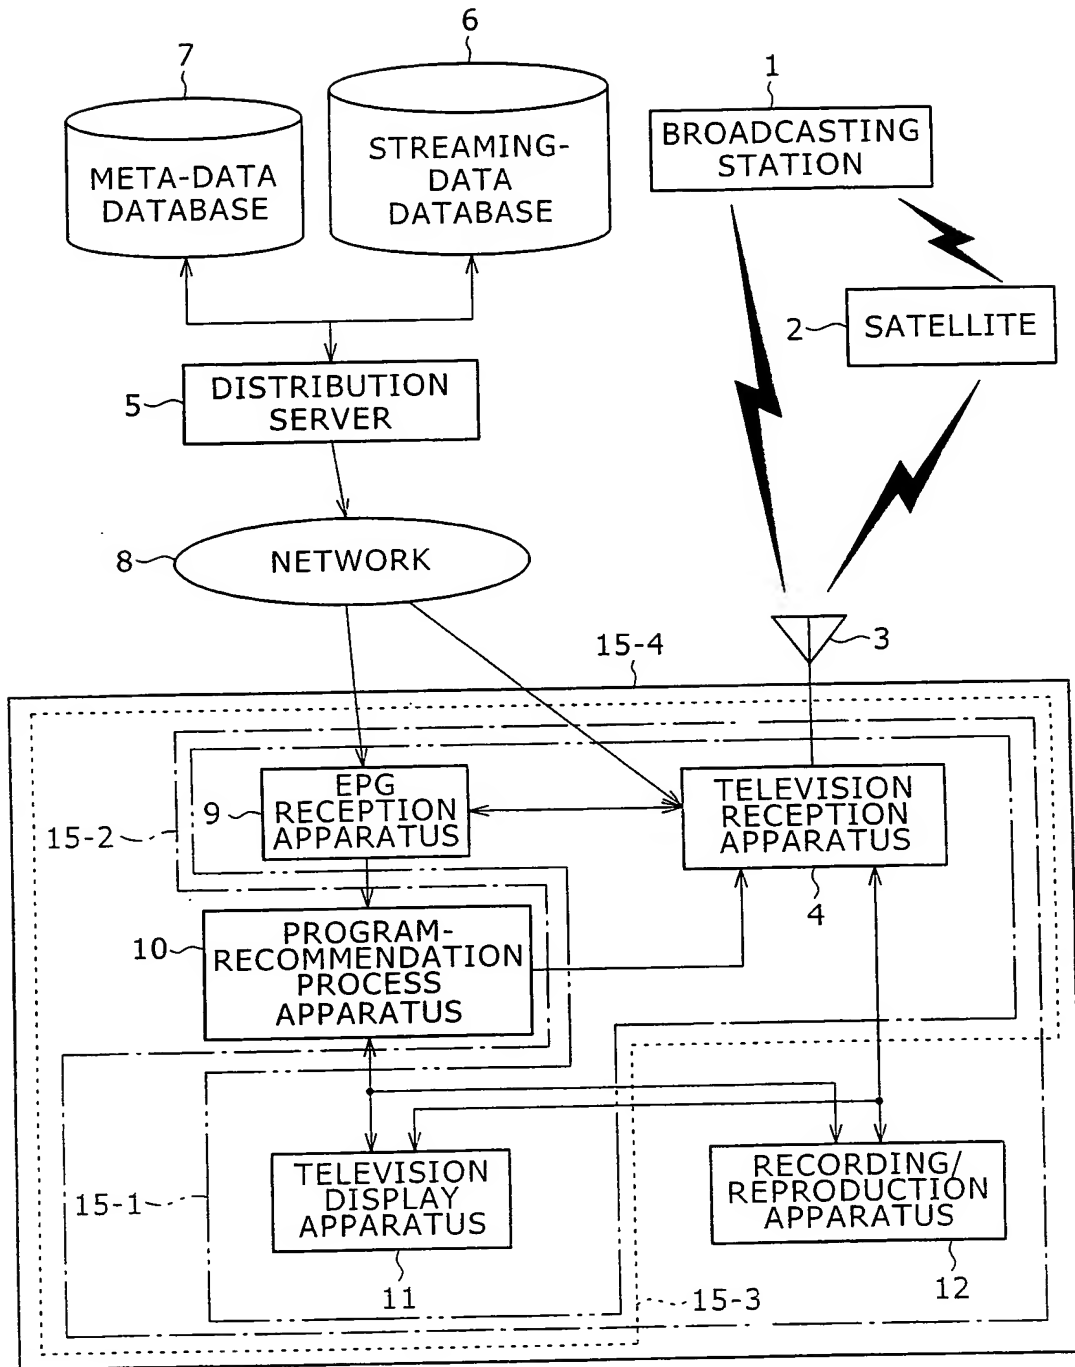 7
6
1
META-DATA
DATABASE
STREAMING-
DATA
DATABASE
BROADCASTING
STATION
2
SATELLITE
5
DISTRIBUTION
SERVER
8
NETWORK
3
15-4
9
EPG
RECEPTION
APPARATUS
TELEVISION
RECEPTION
APPARATUS
4
15-2
10
PROGRAM-
RECOMMENDATION
PROCESS
APPARATUS
15-1
TELEVISION
DISPLAY
APPARATUS
11
RECORDING/
REPRODUCTION
APPARATUS
12
15-3